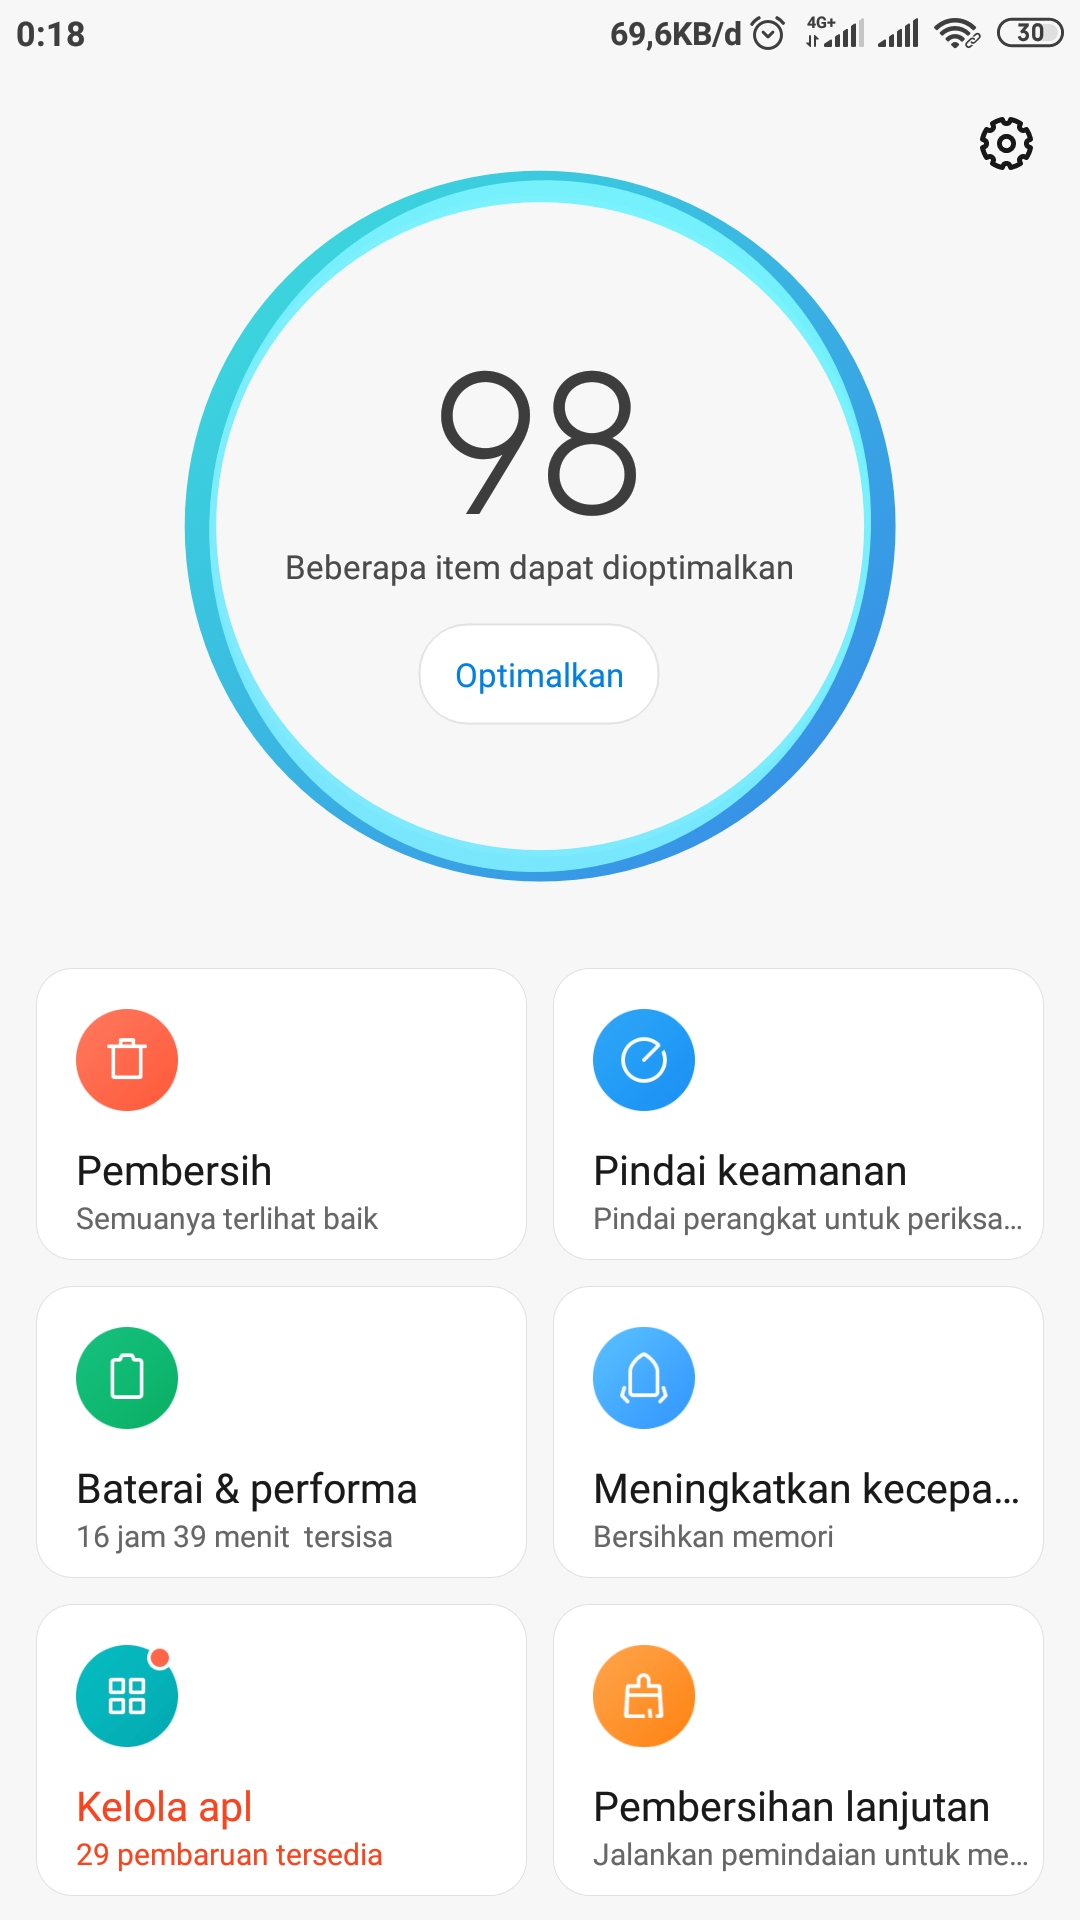 0:18 69,6KB/d 4G+ 30
98
Beberapa item dapat dioptimalkan
Optimalkan
Pembersih
Semuanya terlihat baik
Pindai keamanan
Pindai perangkat untuk periksa...
Baterai & performa
16 jam 39 menit tersisa
Meningkatkan kecepa...
Bersihkan memori
Kelola apl
29 pembaruan tersedia
Pembersihan lanjutan
Jalankan pemindaian untuk me...